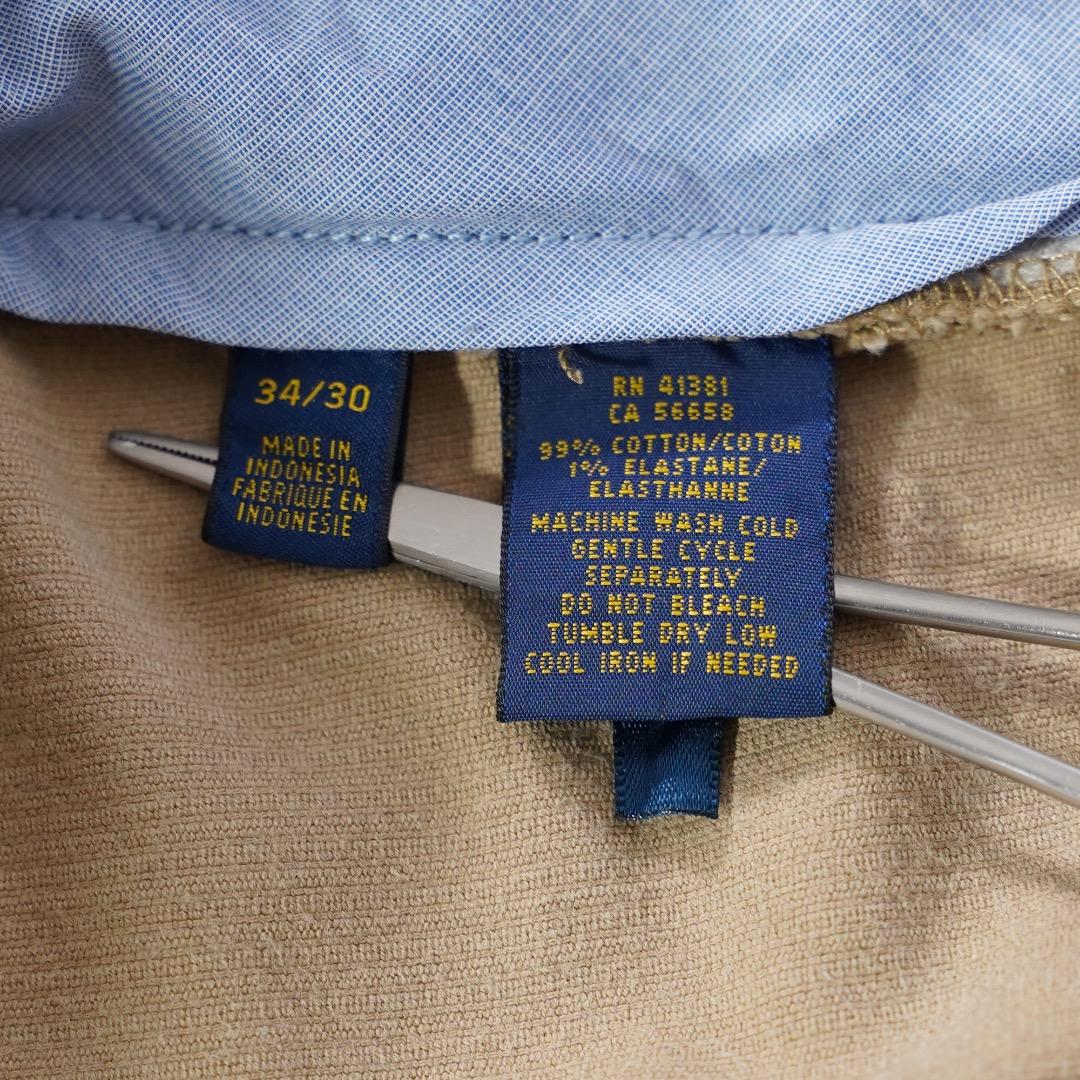 34/30
MADE IN
INDONESIA
FABRIQUE EN
INDONESIE
RN 41381
CA 56658
99% COTTON/COTON
1% ELASTANE/
ELASTHANNE
MACHINE WASH COLD
GENTLE CYCLE
SEPARATELY
DO NOT BLEACH
TUMBLE DRY LOW
COOL IRON IF NEEDED